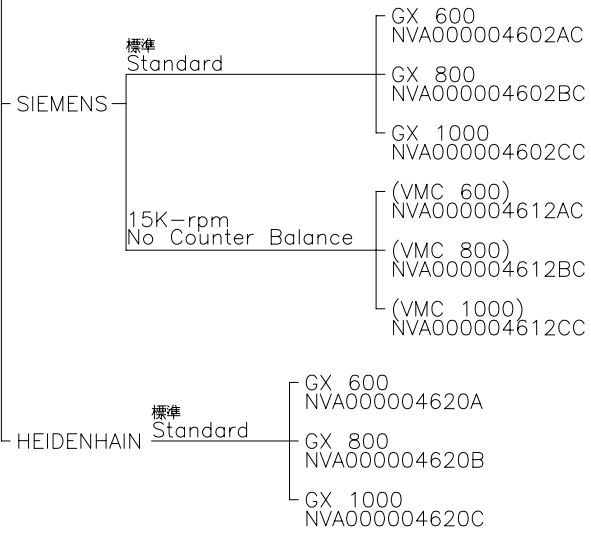 SIEMENS
標準
Standard
GX 600
NVA000004602AC
GX 800
NVA000004602BC
GX 1000
NVA000004602CC
15K-rpm
No Counter Balance
(VMC 600)
NVA000004612AC
(VMC 800)
NVA000004612BC
(VMC 1000)
NVA000004612CC
HEIDENHAIN
標準
Standard
GX 600
NVA000004620A
GX 800
NVA000004620B
GX 1000
NVA000004620C